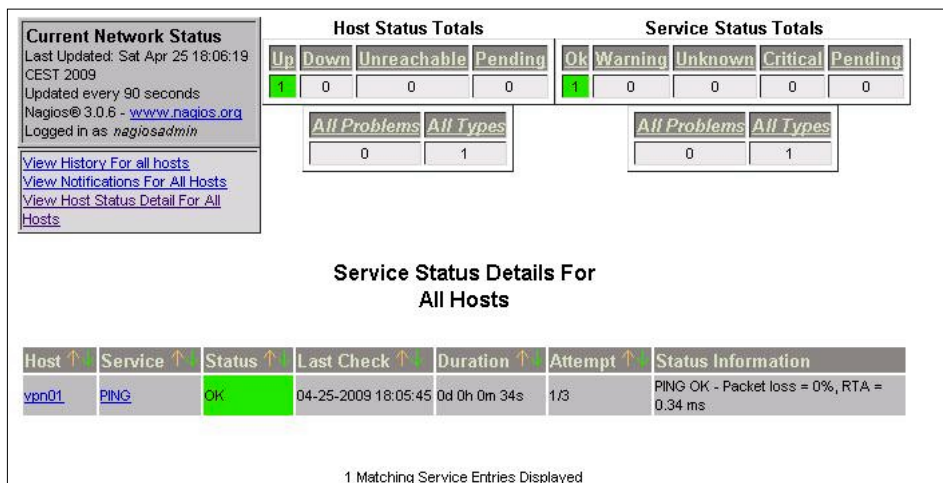 Current Network Status
Last Updated: Sat Apr 25 18:06:19
CEST 2009
Updated every 90 seconds
Nagios® 3.0.6 - www.nagios.org
Logged in as nagiosadmin
View History For all hosts
View Notifications For All Hosts
View Host Status Detail For All
Hosts
Host Status Totals
Up Down Unreachable Pending
1 0 0 0
All Problems All Types
0 1
Service Status Totals
Ok Warning Unknown Critical Pending
1 0 0 0 0
All Problems All Types
0 1
Service Status Details For
All Hosts
Host Service Status Last Check Duration Attempt Status Information
vpn01 PING OK 04-25-2009 18:05:45 0d 0h 0m 34s 1/3 PING OK - Packet loss = 0%, RTA =
0.34 ms
1 Matching Service Entries Displayed